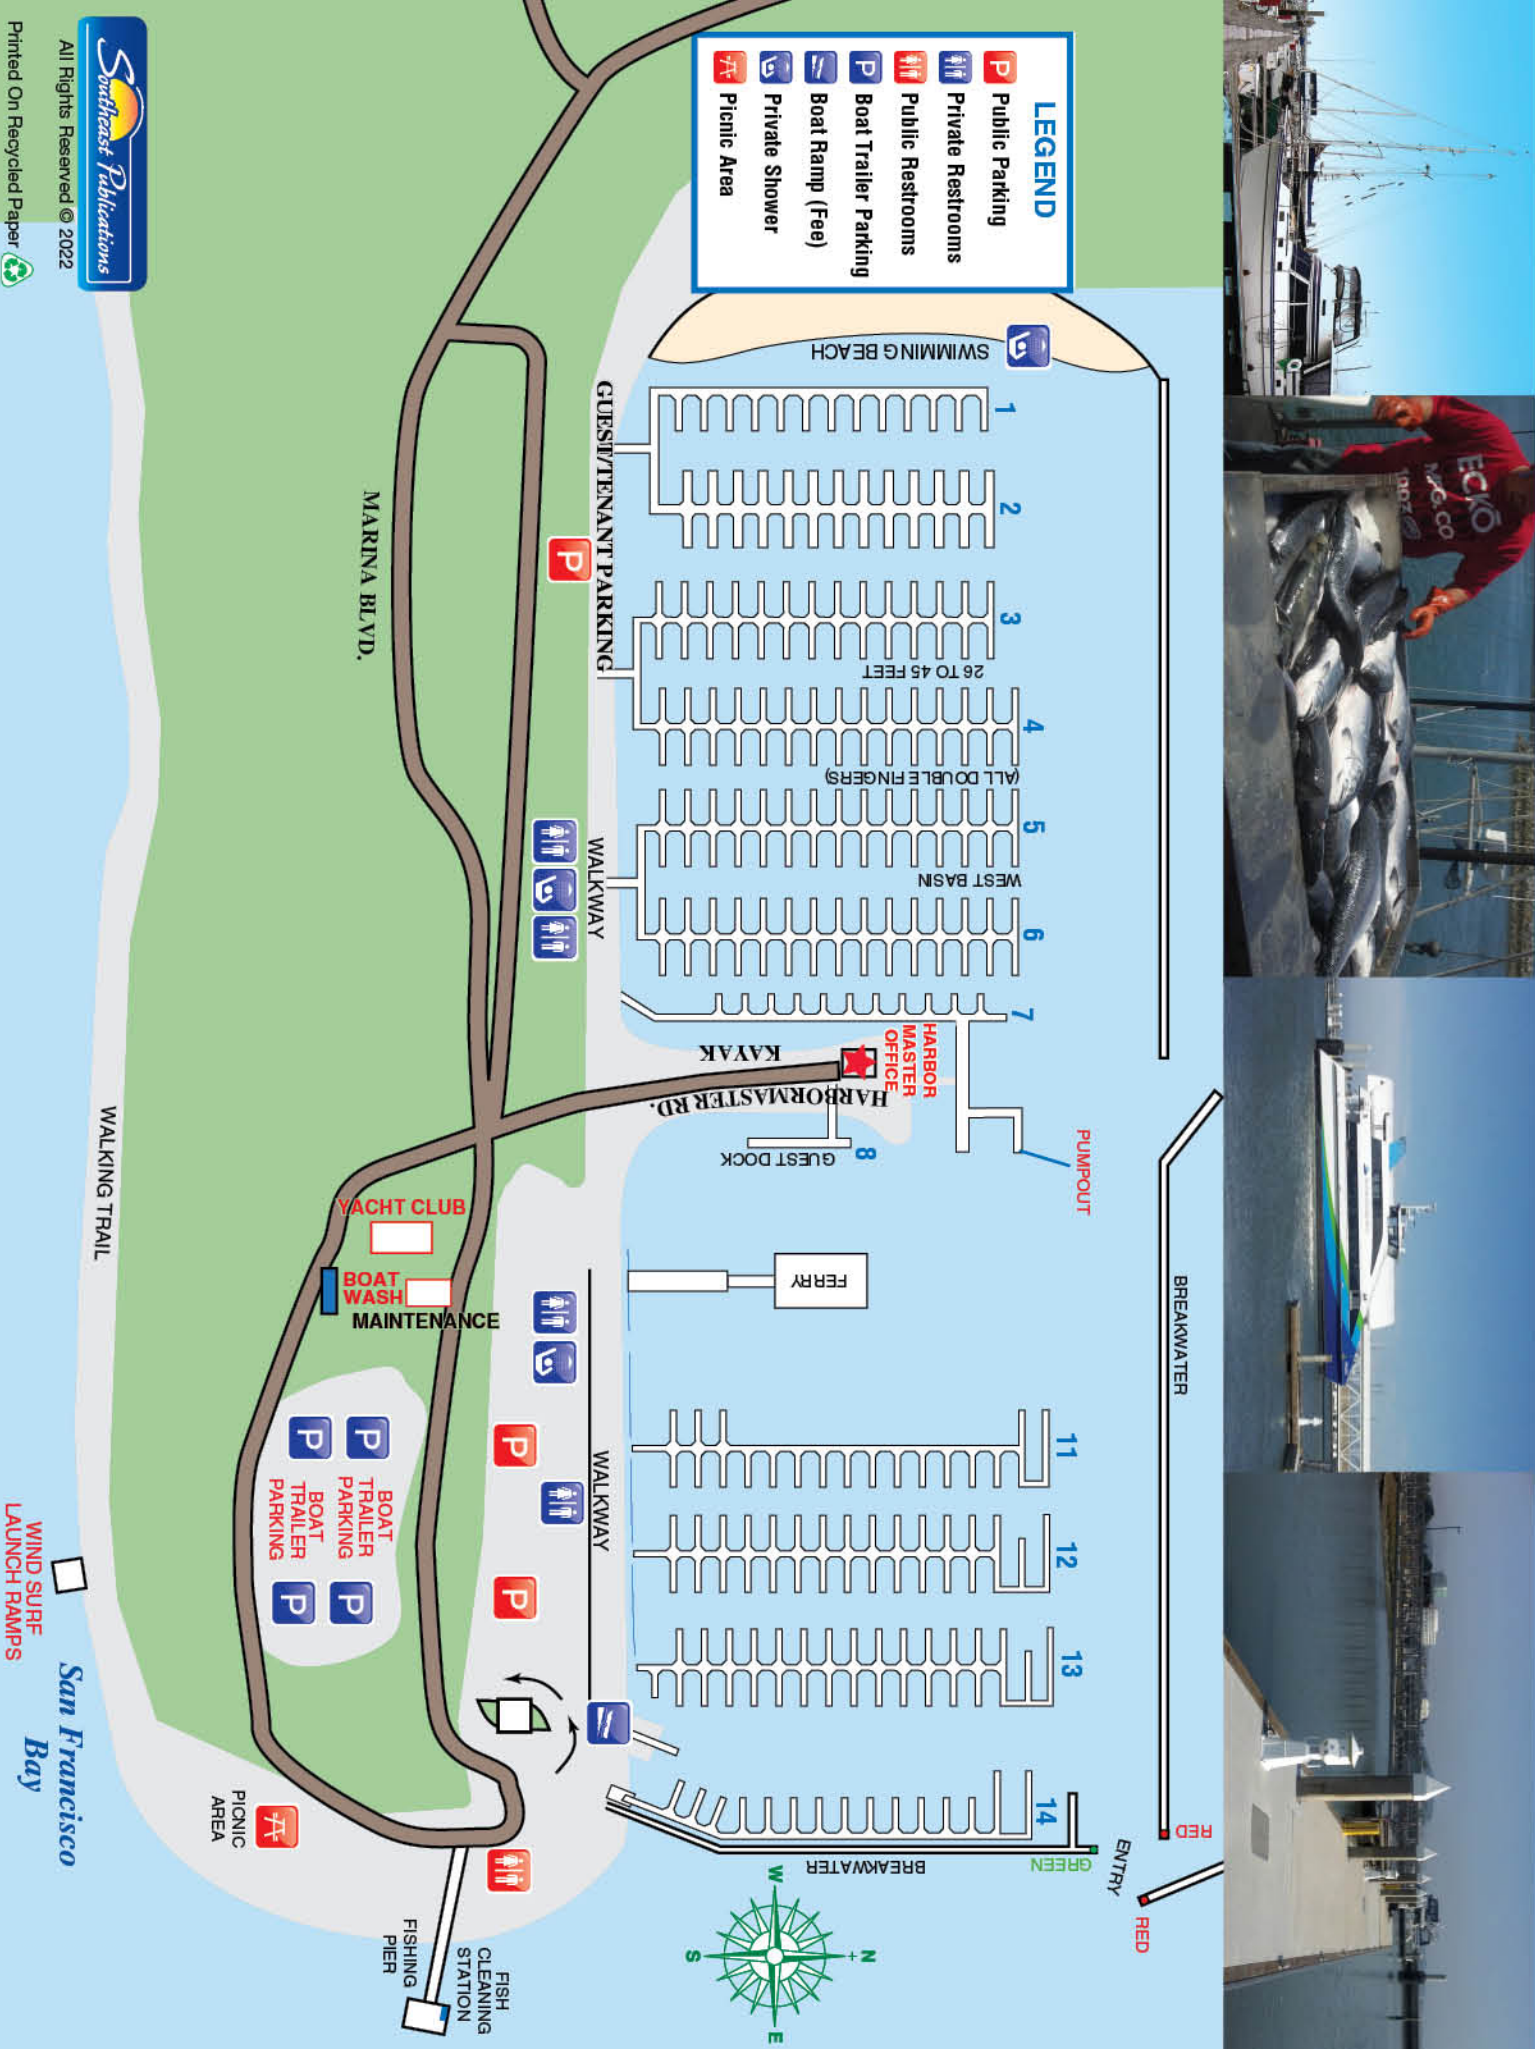 LEGEND
Public Parking
Private Restrooms
Public Restrooms
Boat Trailer Parking
Boat Ramp (Fee)
Private Shower
Picnic Area
P
P
SWIMMING BEACH
1
2
3
26 TO 45 FEET
4
(ALL DOUBLE FINGERS)
5
WEST BASIN
6
7
HARBOR
MASTER
OFFICE
KAYAK
HARBORMASTER RD.
8
GUEST DOCK
PUMPOUT
FERRY
BREAKWATER
11
12
13
14
BREAKWATER
GREEN
ENTRY
RED
RED
N
W
E
S
GUEST/TENANT PARKING
P
WALKWAY
WALKWAY
MARINA BLVD.
YACHT CLUB
BOAT
WASH
MAINTENANCE
P
P
P
P
BOAT
TRAILER
PARKING
BOAT
TRAILER
PARKING
P
P
PICNIC
AREA
FISH
CLEANING
STATION
FISHING
PIER
WALKING TRAIL
WIND SURF
LAUNCH RAMPS
San Francisco
Bay
Southeast Publications
All Rights Reserved © 2022
Printed On Recycled Paper
ECKO
MFG.CO